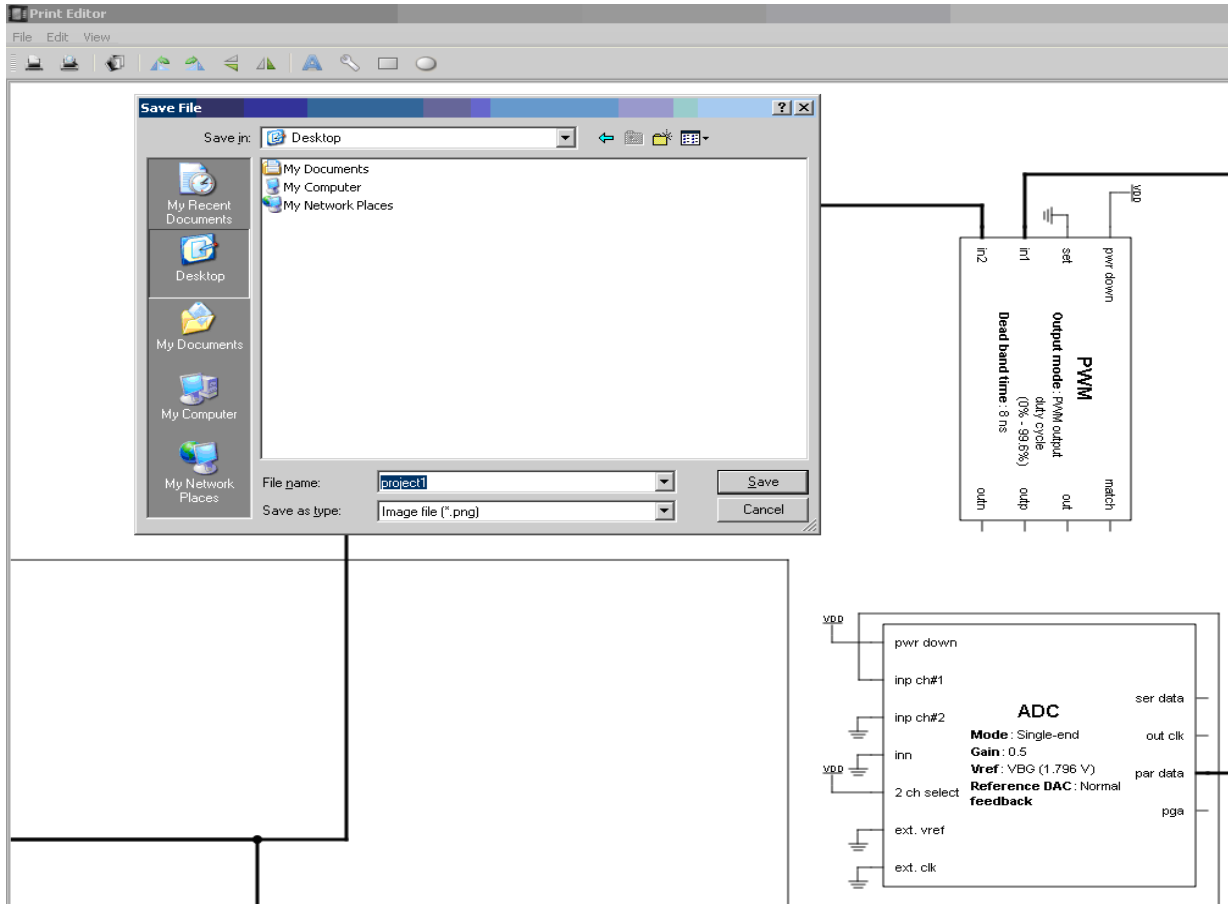 Print Editor
File Edit View
Save File
Save in:
Desktop
My Recent
Documents
Desktop
My Documents
My Computer
My Network
Places
My Documents
My Computer
My Network Places
File name:
project1
Save
Save as type:
Image file (*.png)
Cancel
VDD
in2
in1
set
pwr down
PWM
Output mode: PWM output
duty cycle
(0% - 99.6%)
Dead band time: 8 ns
outn
outp
out
match
VDD
pwr down
inp ch#1
inp ch#2
inn
VDD
2 ch select
ext. vref
ext. clk
ADC
Mode: Single-end
Gain: 0.5
Vref: VBG (1.796 V)
Reference DAC: Normal
feedback
ser data
out clk
par data
pga